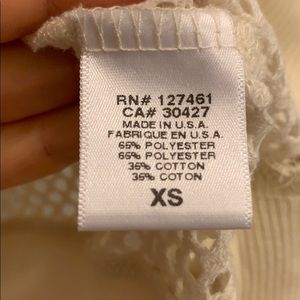 RN# 127461
CA# 30427
MADE IN U.S.A.
FABRIQUE EN U.S.A.
65% POLYESTER
65% POLYESTER
35% COTTON
35% COTON
XS